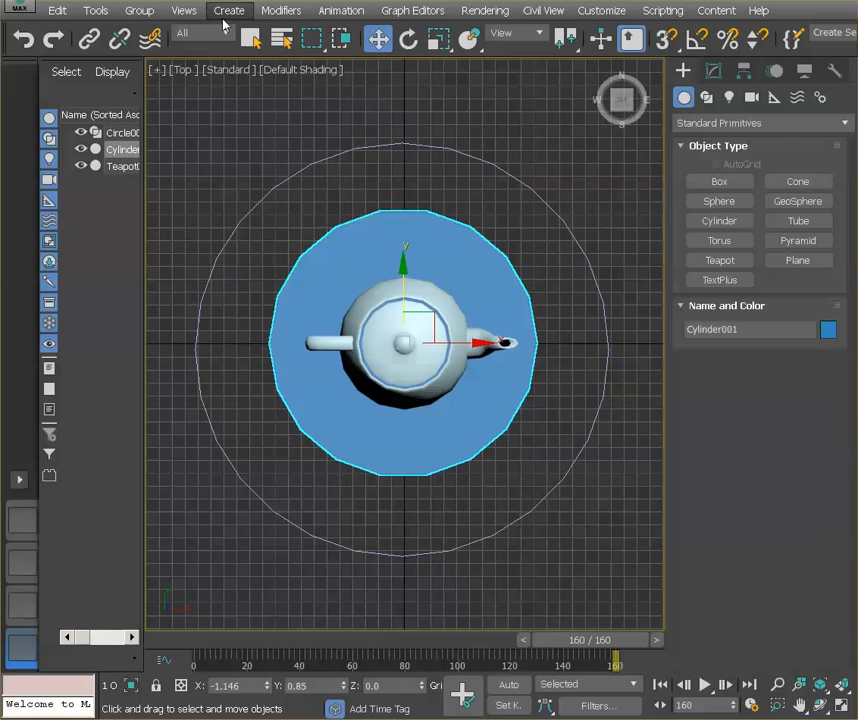 MAX Edit Tools Group Views Create Modifiers Animation Graph Editors Rendering Civil View Customize Scripting Content Help
All View 3 Create Se
Select Display [+] [Top ] [Standard ] [Default Shading ] N
W E
S
Standard Primitives
Name (Sorted Asc
Circle00
Cylinder
Teapot0
Object Type
AutoGrid
Box Cone
Sphere GeoSphere
Cylinder Tube
Torus Pyramid
Teapot Plane
TextPlus
Name and Color
Cylinder001
y
x
< 160 / 160 >
0 20 40 60 80 100 120 140 160
1 O X: -1.146 Y: 0.85 Z: 0.0 Gri Auto Selected
Welcome to MA Click and drag to select and move objects Add Time Tag Set K. Filters... 160